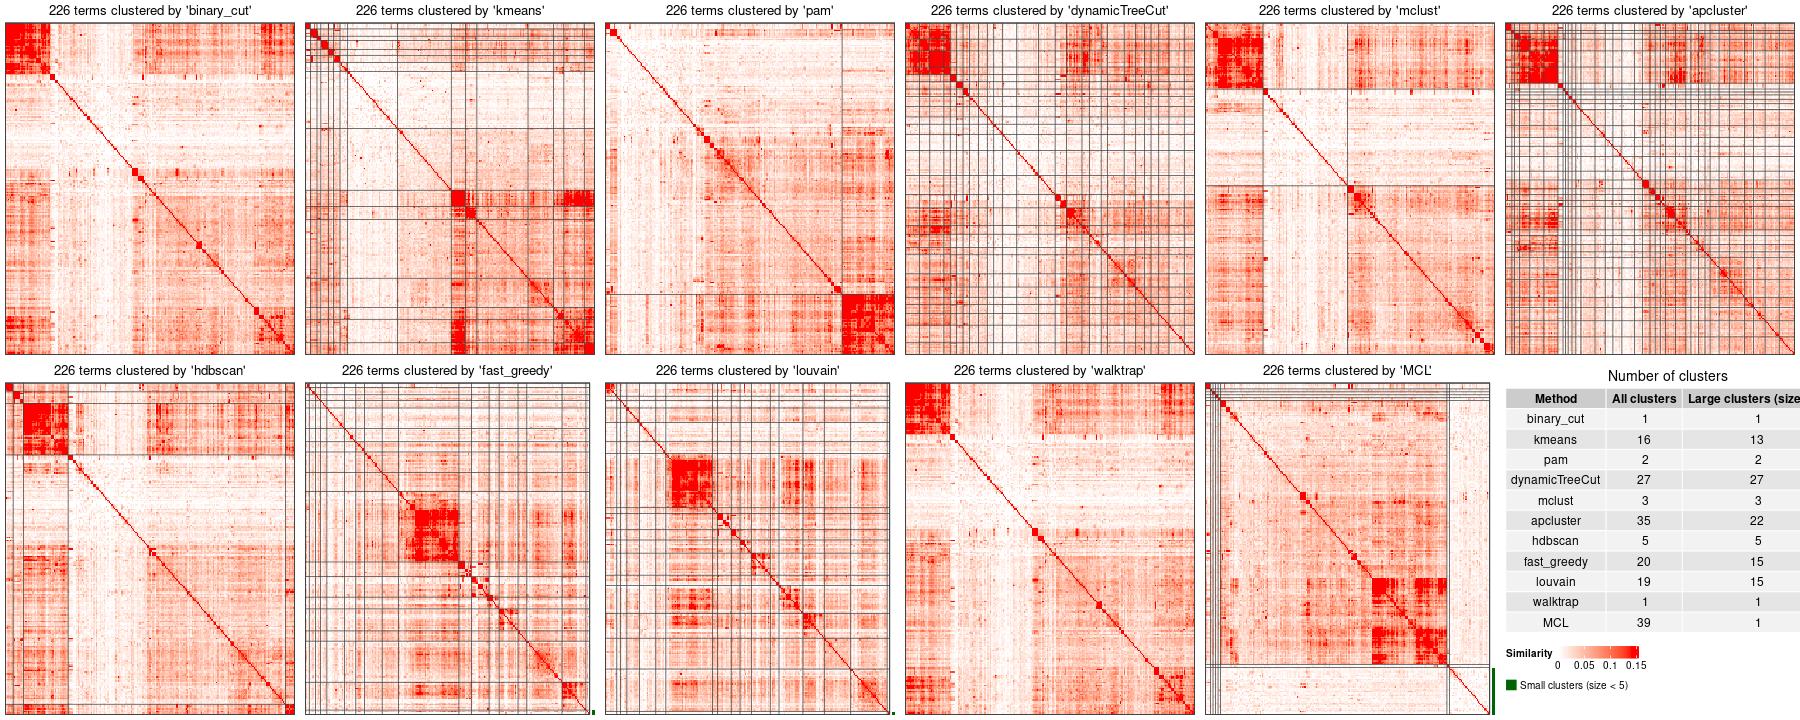 226 terms clustered by 'binary_cut'
226 terms clustered by 'kmeans'
226 terms clustered by 'pam'
226 terms clustered by 'dynamicTreeCut'
226 terms clustered by 'mclust'
226 terms clustered by 'apcluster'
226 terms clustered by 'hdbscan'
226 terms clustered by 'fast_greedy'
226 terms clustered by 'louvain'
226 terms clustered by 'walktrap'
226 terms clustered by 'MCL'
Number of clusters
Method All clusters Large clusters (size
binary_cut 1 1
kmeans 16 13
pam 2 2
dynamicTreeCut 27 27
mclust 3 3
apcluster 35 22
hdbscan 5 5
fast_greedy 20 15
louvain 19 15
walktrap 1 1
MCL 39 1
Similarity
0 0.05 0.1 0.15
Small clusters (size < 5)